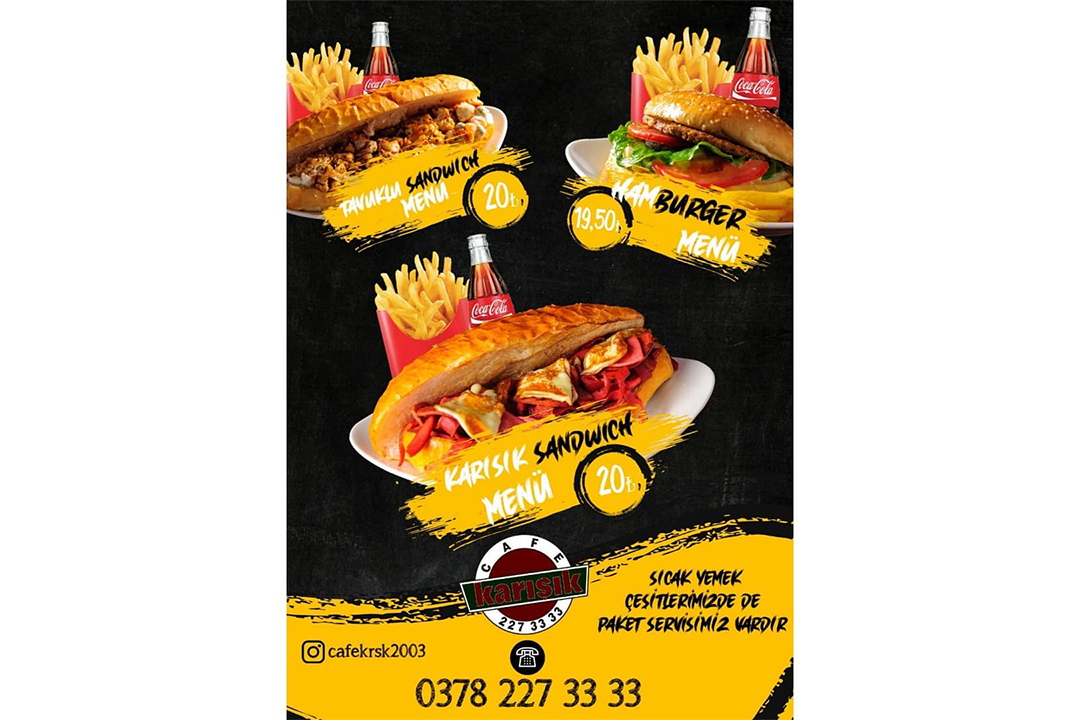 Coca-Cola
TAVUKLU SANDWICH
MENÜ
20₺
Coca-Cola
HAMBURGER
MENÜ
19,50₺
Coca-Cola
KARISIK SANDWICH
MENÜ
20₺
CAFE
karışık
227 33 33
SICAK YEMEK
ÇESİTLERİMİZDE DE
PAKET SERVİSİMİZ VARDIR
cafekrsk2003
0378 227 33 33